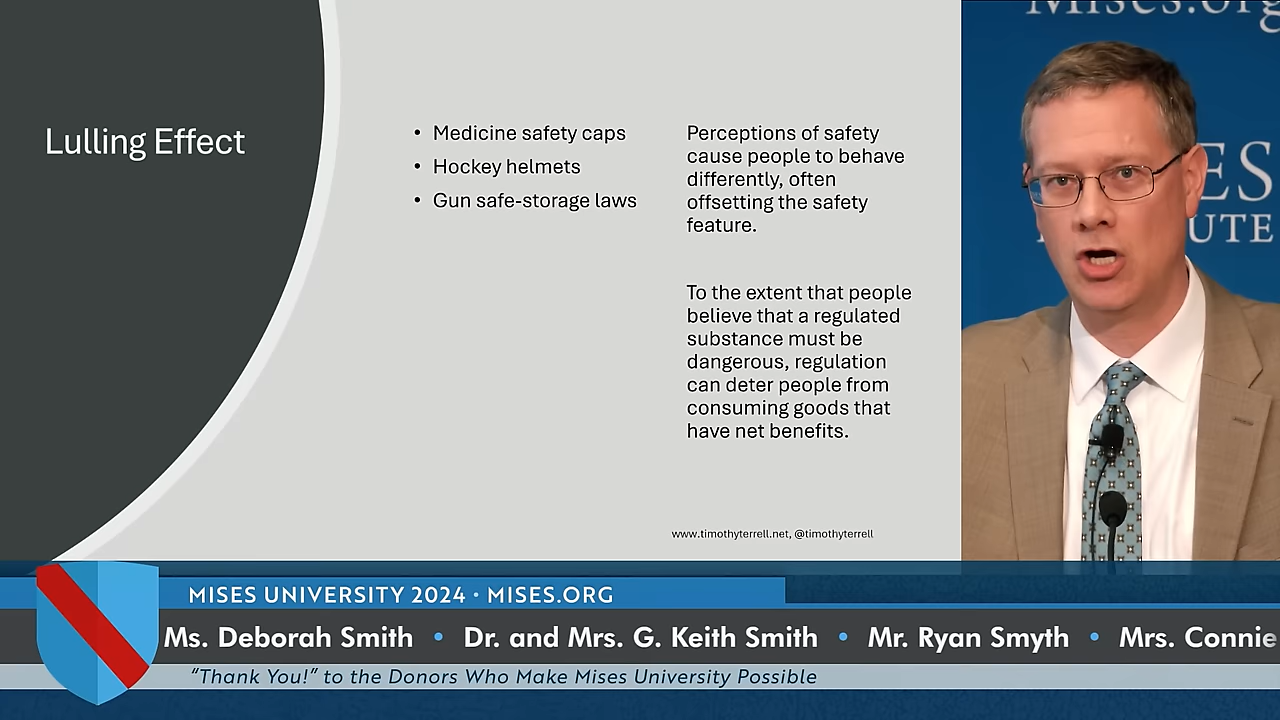 Mises.org
ES
UTE
Lulling Effect
• Medicine safety caps
• Hockey helmets
• Gun safe-storage laws
Perceptions of safety
cause people to behave
differently, often
offsetting the safety
feature.
To the extent that people
believe that a regulated
substance must be
dangerous, regulation
can deter people from
consuming goods that
have net benefits.
www.timothyterrell.net, @timothyterrell
MISES UNIVERSITY 2024 • MISES.ORG
Ms. Deborah Smith • Dr. and Mrs. G. Keith Smith • Mr. Ryan Smyth • Mrs. Connie
“Thank You!” to the Donors Who Make Mises University Possible